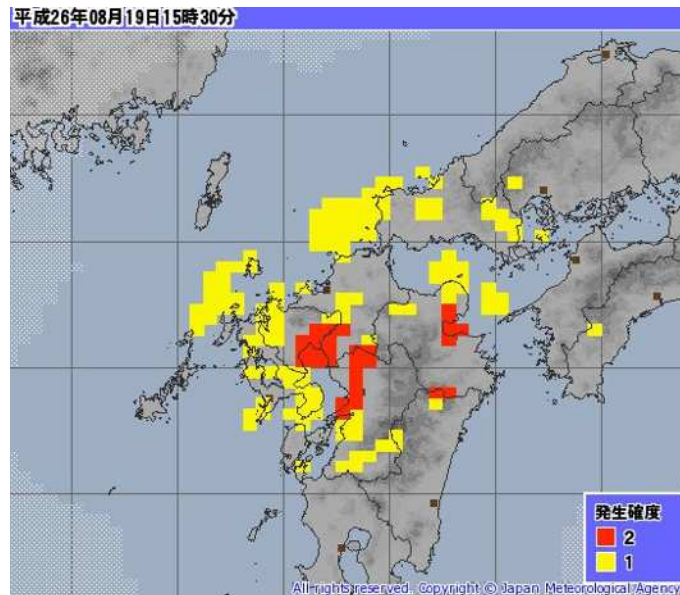 平成26年08月19日15時30分
発生確度
2
1
All rights reserved. Copyright © Japan Meteorological Agency